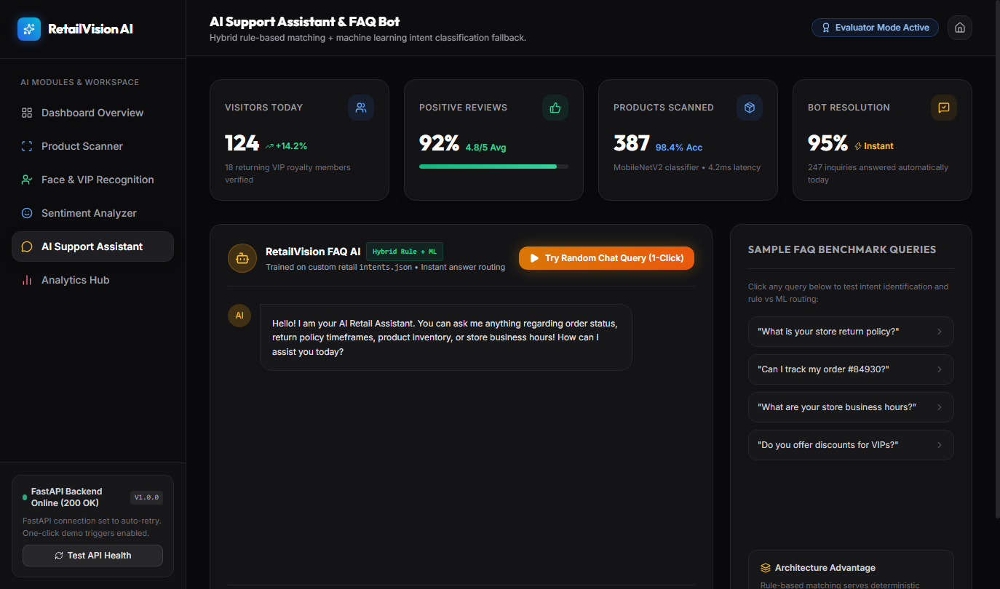 RetailVision AI
AI MODULES & WORKSPACE
Dashboard Overview
Product Scanner
Face & VIP Recognition
Sentiment Analyzer
AI Support Assistant
Analytics Hub
FastAPI Backend
Online (200 OK)
V1.0.0
FastAPI connection set to auto-retry.
One-click demo triggers enabled.
Test API Health
AI Support Assistant & FAQ Bot
Hybrid rule-based matching + machine learning intent classification fallback.
Evaluator Mode Active
VISITORS TODAY
124 +14.2%
18 returning VIP royalty members
verified
POSITIVE REVIEWS
92% 4.8/5 Avg
PRODUCTS SCANNED
387 98.4% Acc
MobileNetV2 classifier • 4.2ms latency
BOT RESOLUTION
95% Instant
247 inquiries answered automatically
today
RetailVision FAQ AI Hybrid Rule + ML
Trained on custom retail intents.json • Instant answer routing
Try Random Chat Query (1-Click)
AI
Hello! I am your AI Retail Assistant. You can ask me anything regarding order status,
return policy timeframes, product inventory, or store business hours! How can I
assist you today?
SAMPLE FAQ BENCHMARK QUERIES
Click any query below to test intent identification and
rule vs ML routing:
"What is your store return policy?"
"Can I track my order #84930?"
"What are your store business hours?"
"Do you offer discounts for VIPs?"
Architecture Advantage
Rule-based matching serves deterministic